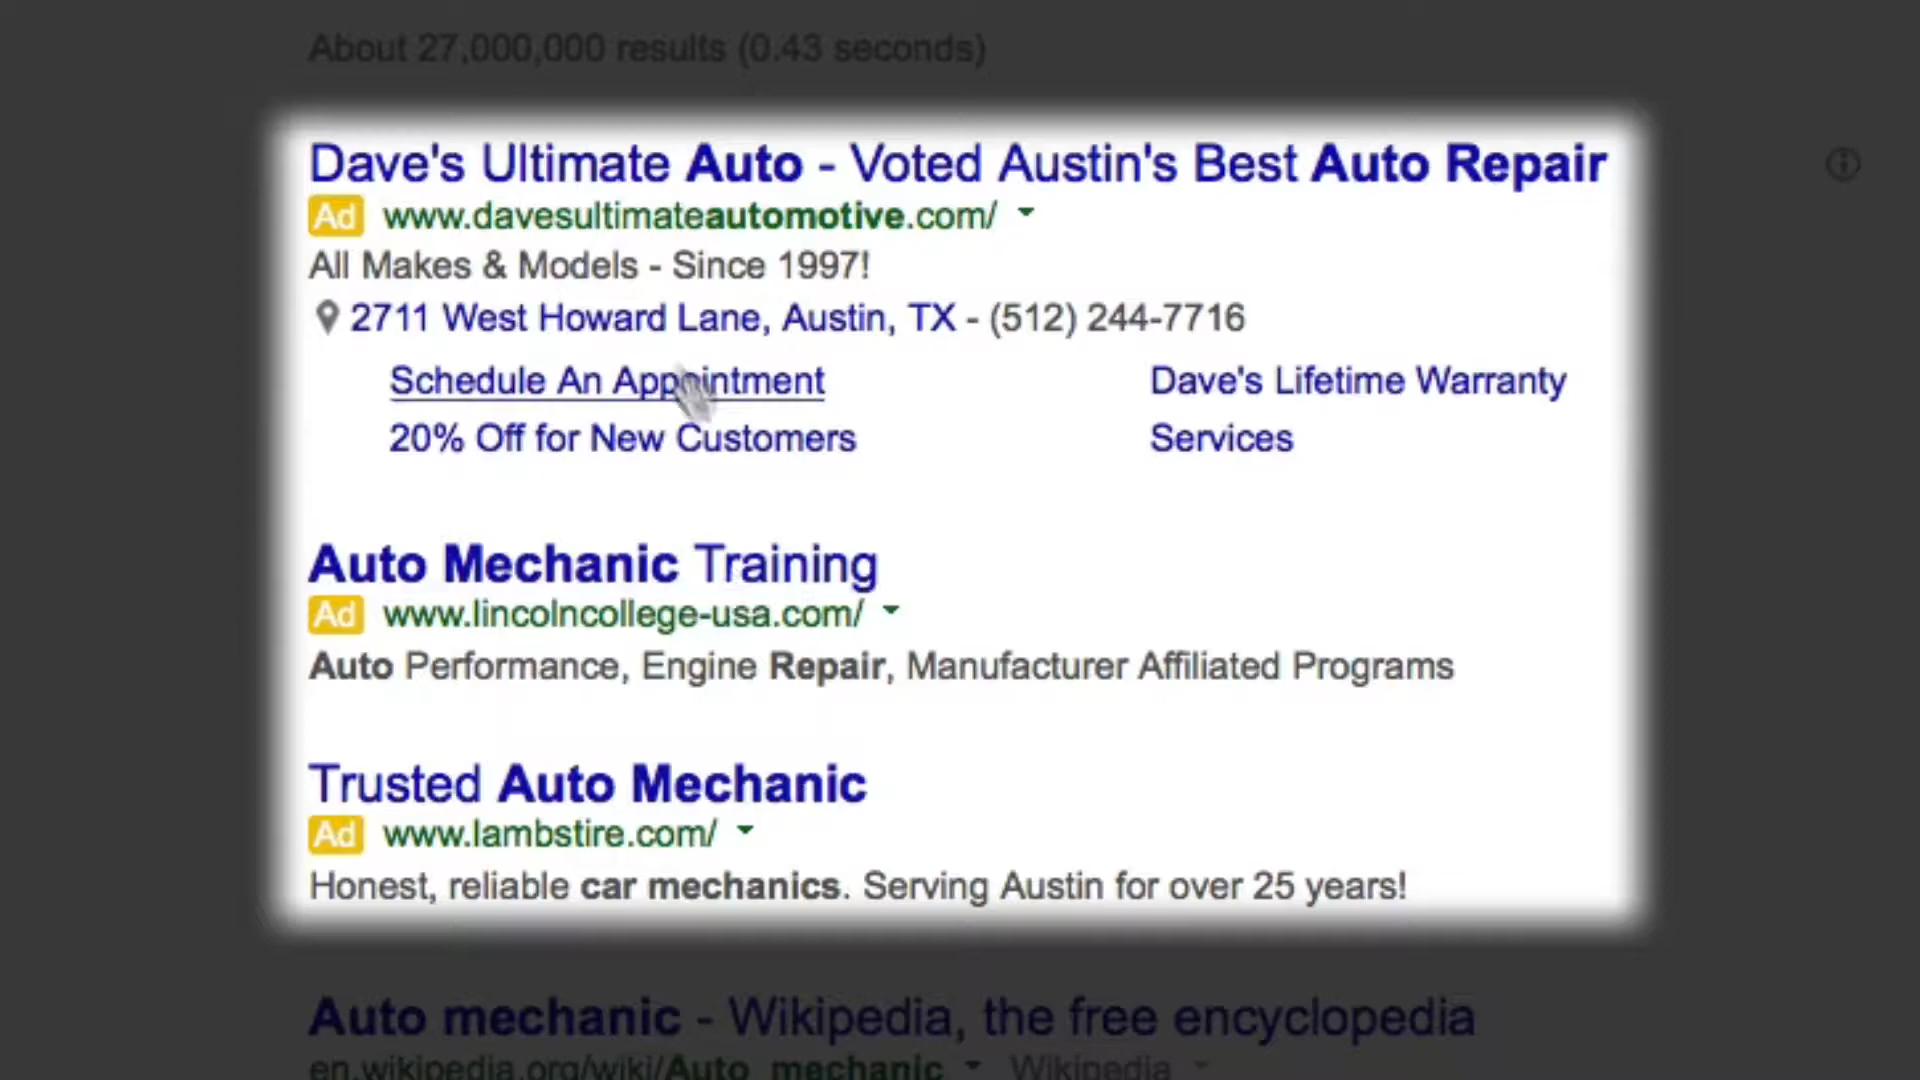 About 27,000,000 results (0.43 seconds)
Dave's Ultimate Auto - Voted Austin's Best Auto Repair
Ad www.davesultimateautomotive.com/
All Makes & Models - Since 1997!
2711 West Howard Lane, Austin, TX - (512) 244-7716
Schedule An Appointment Dave's Lifetime Warranty
20% Off for New Customers Services
Auto Mechanic Training
Ad www.lincolncollege-usa.com/
Auto Performance, Engine Repair, Manufacturer Affiliated Programs
Trusted Auto Mechanic
Ad www.lambstire.com/
Honest, reliable car mechanics. Serving Austin for over 25 years!
Auto mechanic - Wikipedia, the free encyclopedia
en.wikipedia.org/wiki/Auto_mechanic Wikipedia